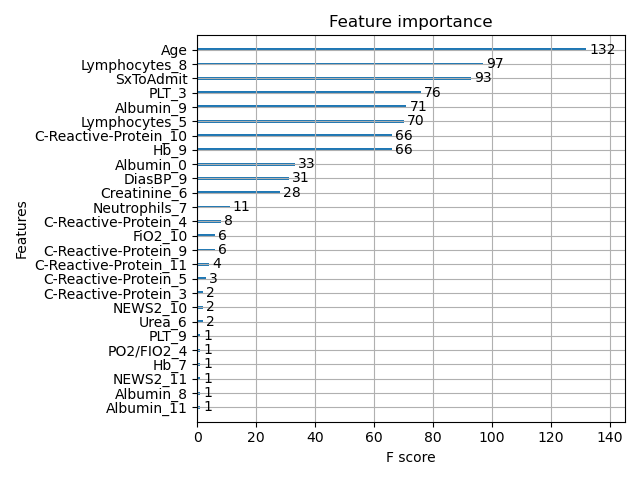 Feature importance
Features
Age 132
Lymphocytes_8 97
SxToAdmit 93
PLT_3 76
Albumin_9 71
Lymphocytes_5 70
C-Reactive-Protein_10 66
Hb_9 66
Albumin_0 33
DiasBP_9 31
Creatinine_6 28
Neutrophils_7 11
C-Reactive-Protein_4 8
FiO2_10 6
C-Reactive-Protein_9 6
C-Reactive-Protein_11 4
C-Reactive-Protein_5 3
C-Reactive-Protein_3 2
NEWS2_10 2
Urea_6 2
PLT_9 1
PO2/FIO2_4 1
Hb_7 1
NEWS2_11 1
Albumin_8 1
Albumin_11 1
0 20 40 60 80 100 120 140
F score